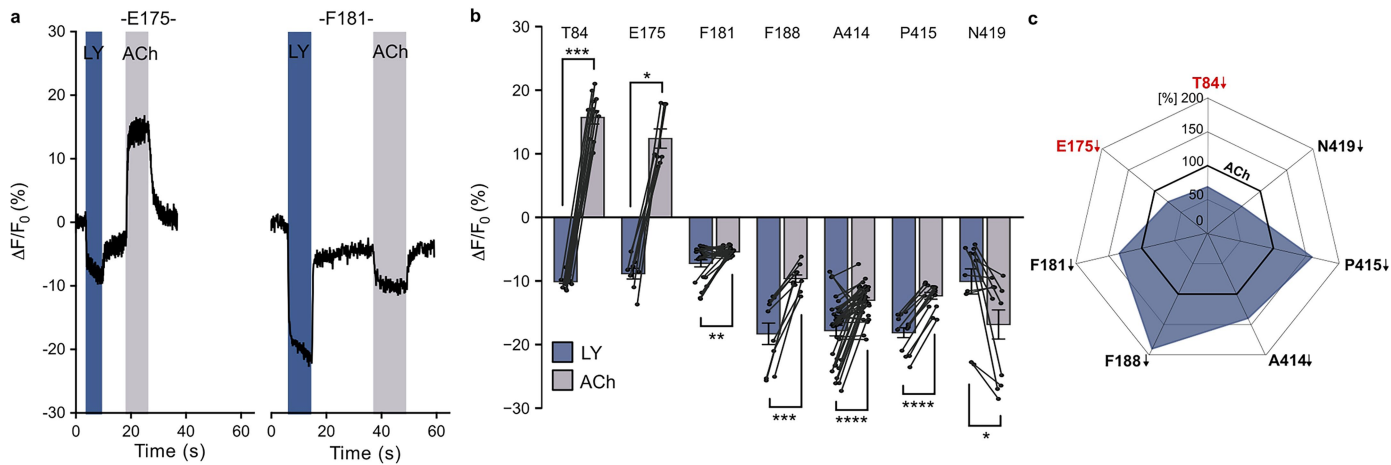 a
-E175-
-F181-
LY
ACh
LY
ACh
30
20
10
0
-10
-20
-30
ΔF/F0 (%)
0 20 40 60
0 20 40 60
Time (s)
Time (s)
b
30
20
10
0
−10
−20
−30
ΔF/F0 (%)
T84 E175 F181 F188 A414 P415 N419
***
*
**
***
****
****
*
LY
ACh
c
T84↓
[%] 200
150
100
50
0
ACh
E175↓
N419↓
F181↓
P415↓
F188↓
A414↓